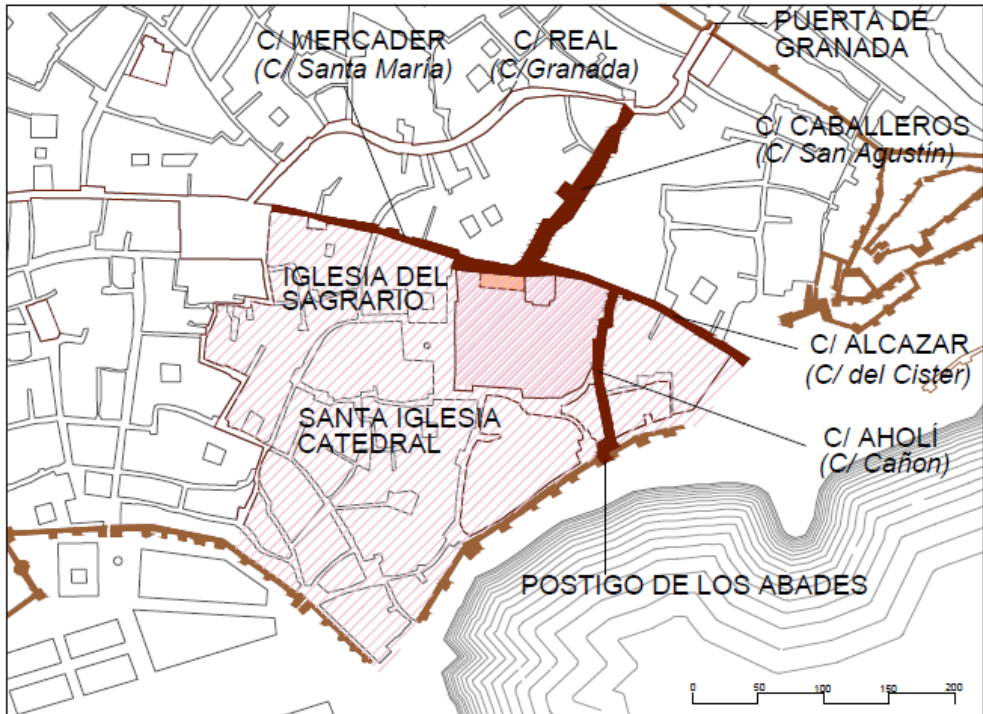 PUERTA DE
GRANADA
C/ MERCADER
(C/ Santa María)
C/ REAL
(C/Granada)
C/ CABALLEROS
(C/ San Agustín)
IGLESIA DEL
SAGRARIO
C/ ALCAZAR
(C/ del Cister)
SANTA IGLESIA
CATEDRAL
C/ AHOLÍ
(C/ Cañon)
POSTIGO DE LOS ABADES
0 50 100 150 200